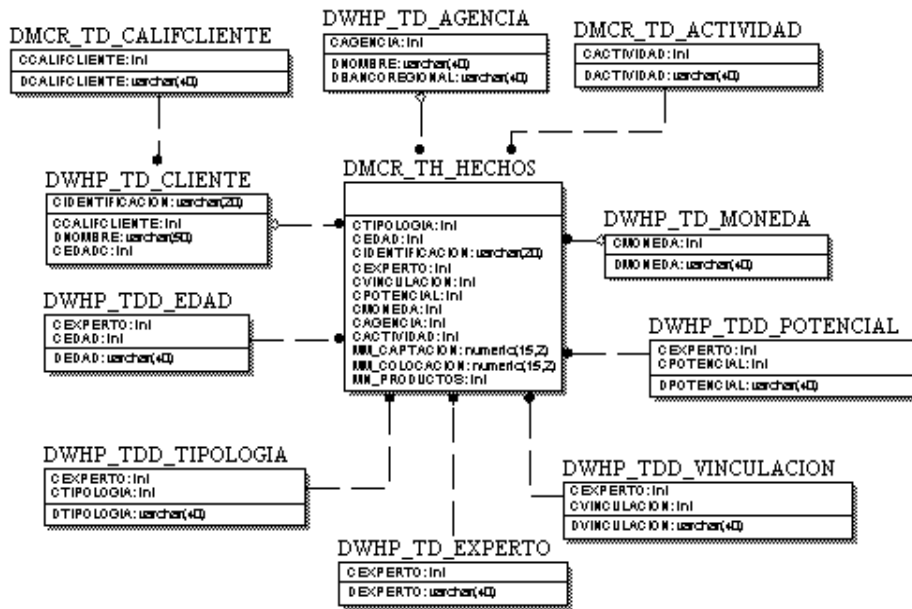 DMCR_TD_CALIFCLIENTE
CCALIFCLIENTE: int
DCALIFCLIENTE: varchar(40)
DWHP_TD_AGENCIA
CAGENCIA: int
DNOMBRE: varchar(40)
DBANCOREGIONAL: varchar(40)
DMCR_TD_ACTIVIDAD
CACTIVIDAD: int
DACTIVIDAD: varchar(40)
DWHP_TD_CLIENTE
CIDENTIFICACION: varchar(20)
CCALIFCLIENTE: int
DNOMBRE: varchar(50)
CEDADC: int
DMCR_TH_HECHOS
CTIPOLOGIA: int
CEDAD: int
CIDENTIFICACION: varchar(20)
CEXPERTO: int
CVINCULACION: int
CPOTENCIAL: int
CMONEDA: int
CAGENCIA: int
CACTIVIDAD: int
MM_CAPTACION: numeric(15,2)
MM_COLOCACION: numeric(15,2)
MN_PRODUCTOS: int
DWHP_TD_MONEDA
CMONEDA: int
DMONEDA: varchar(40)
DWHP_TDD_EDAD
CEXPERTO: int
CEDAD: int
DEDAD: varchar(40)
DWHP_TDD_POTENCIAL
CEXPERTO: int
CPOTENCIAL: int
DPOTENCIAL: varchar(40)
DWHP_TDD_TIPOLOGIA
CEXPERTO: int
CTIPOLOGIA: int
DTIPOLOGIA: varchar(40)
DWHP_TDD_VINCULACION
CEXPERTO: int
CVINCULACION: int
DVINCULACION: varchar(40)
DWHP_TD_EXPERTO
CEXPERTO: int
DEXPERTO: varchar(40)